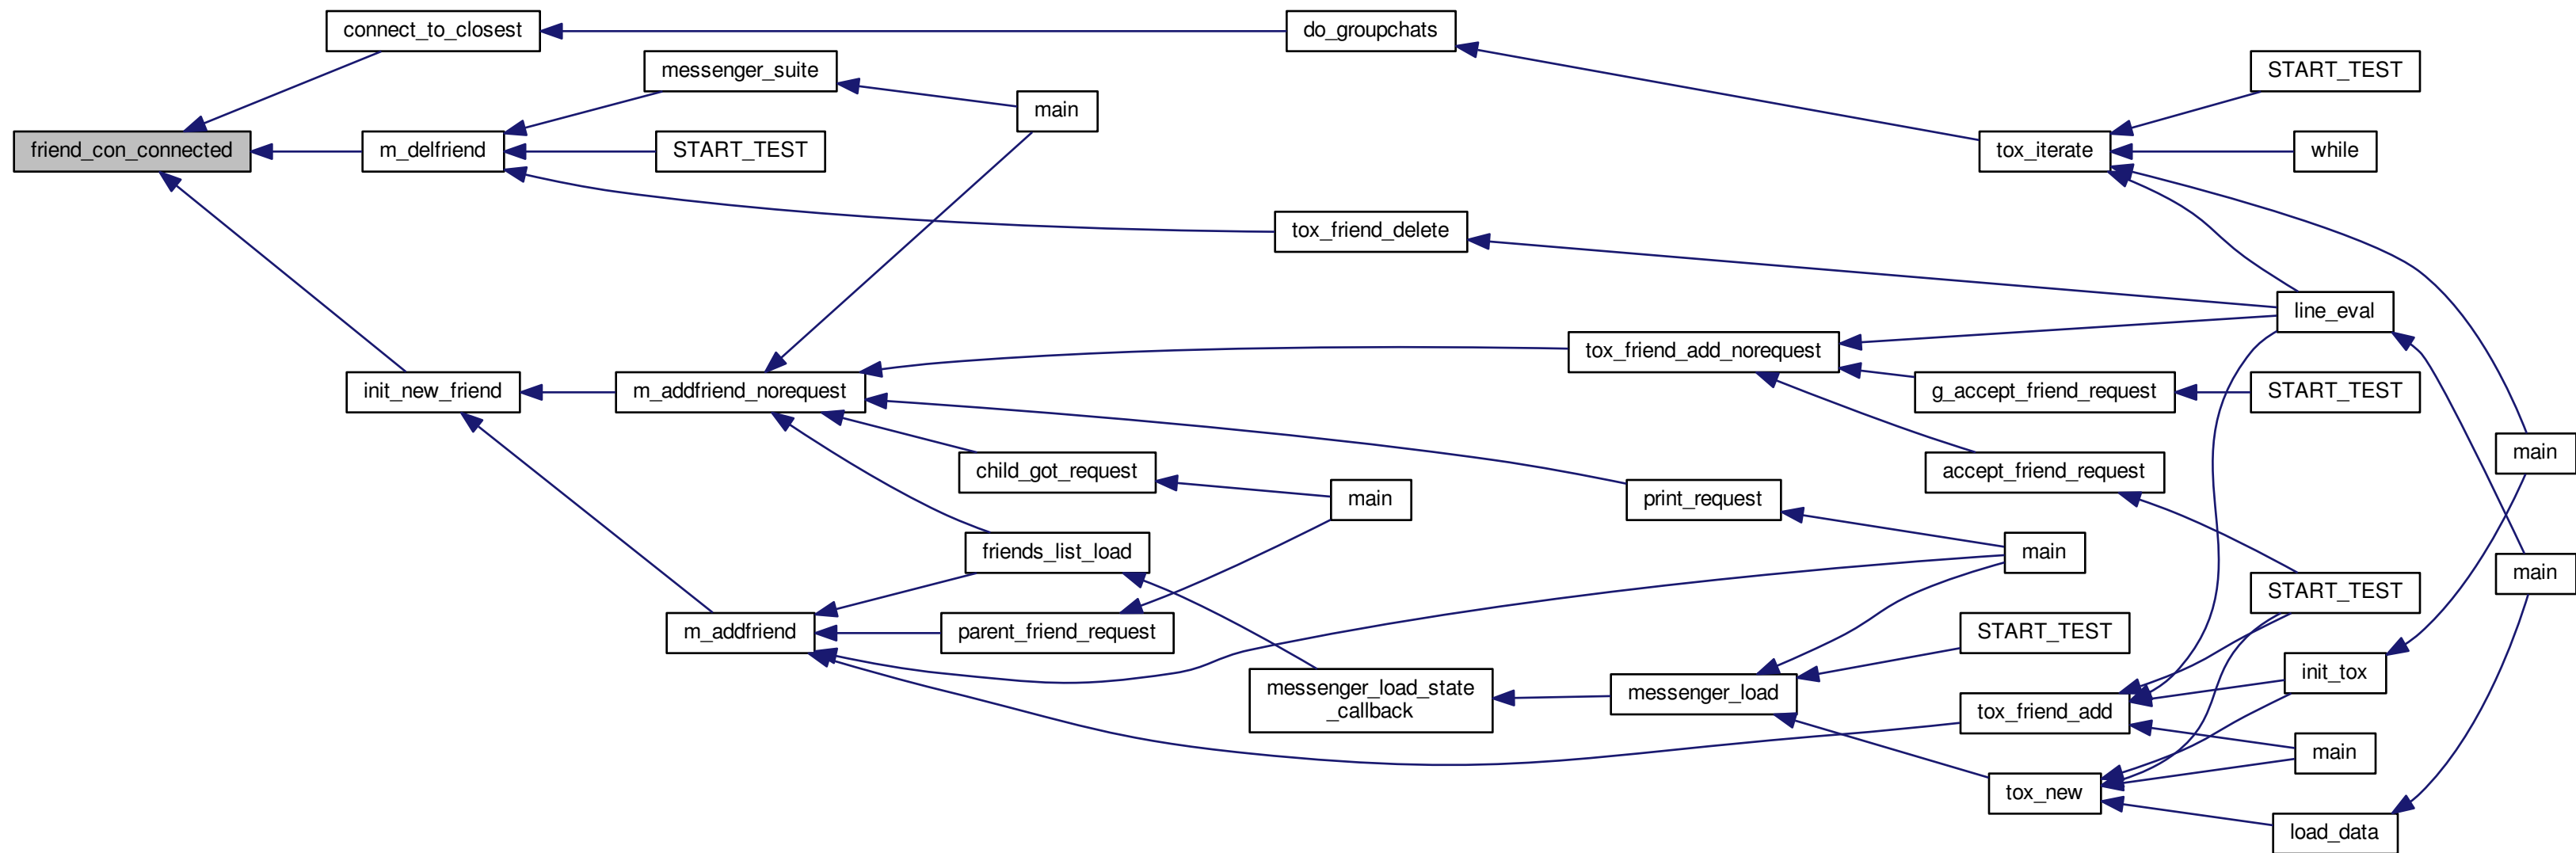 connect_to_closest
do_groupchats
messenger_suite
START_TEST
main
friend_con_connected
m_delfriend
START_TEST
tox_iterate
while
tox_friend_delete
line_eval
tox_friend_add_norequest
init_new_friend
m_addfriend_norequest
g_accept_friend_request
START_TEST
main
child_got_request
accept_friend_request
main
print_request
friends_list_load
main
main
START_TEST
m_addfriend
parent_friend_request
START_TEST
init_tox
messenger_load_state
_callback
messenger_load
tox_friend_add
main
tox_new
load_data